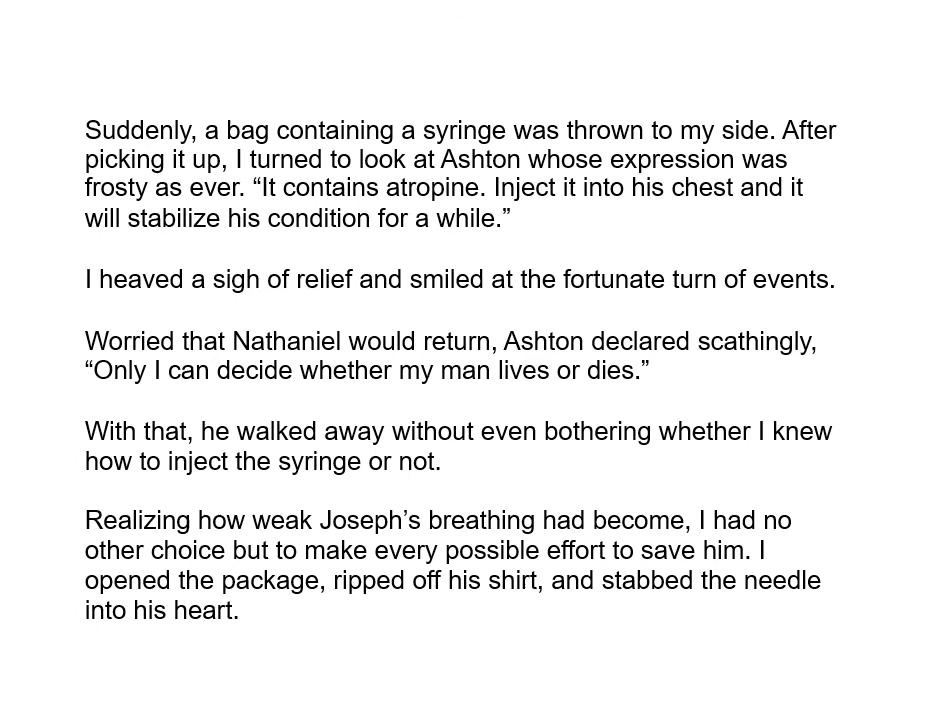 Suddenly, a bag containing a syringe was thrown to my side. After
picking it up, I turned to look at Ashton whose expression was
frosty as ever. “It contains atropine. Inject it into his chest and it
will stabilize his condition for a while.”
I heaved a sigh of relief and smiled at the fortunate turn of events.
Worried that Nathaniel would return, Ashton declared scathingly,
“Only I can decide whether my man lives or dies.”
With that, he walked away without even bothering whether I knew
how to inject the syringe or not.
Realizing how weak Joseph’s breathing had become, I had no
other choice but to make every possible effort to save him. I
opened the package, ripped off his shirt, and stabbed the needle
into his heart.